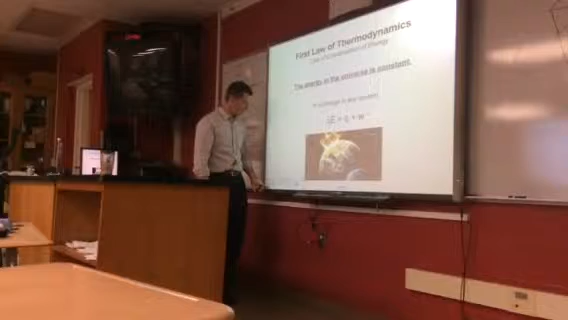 First Law of Thermodynamics
Law of Conservation of Energy
The energy in the universe is constant.
ΔE = q + w